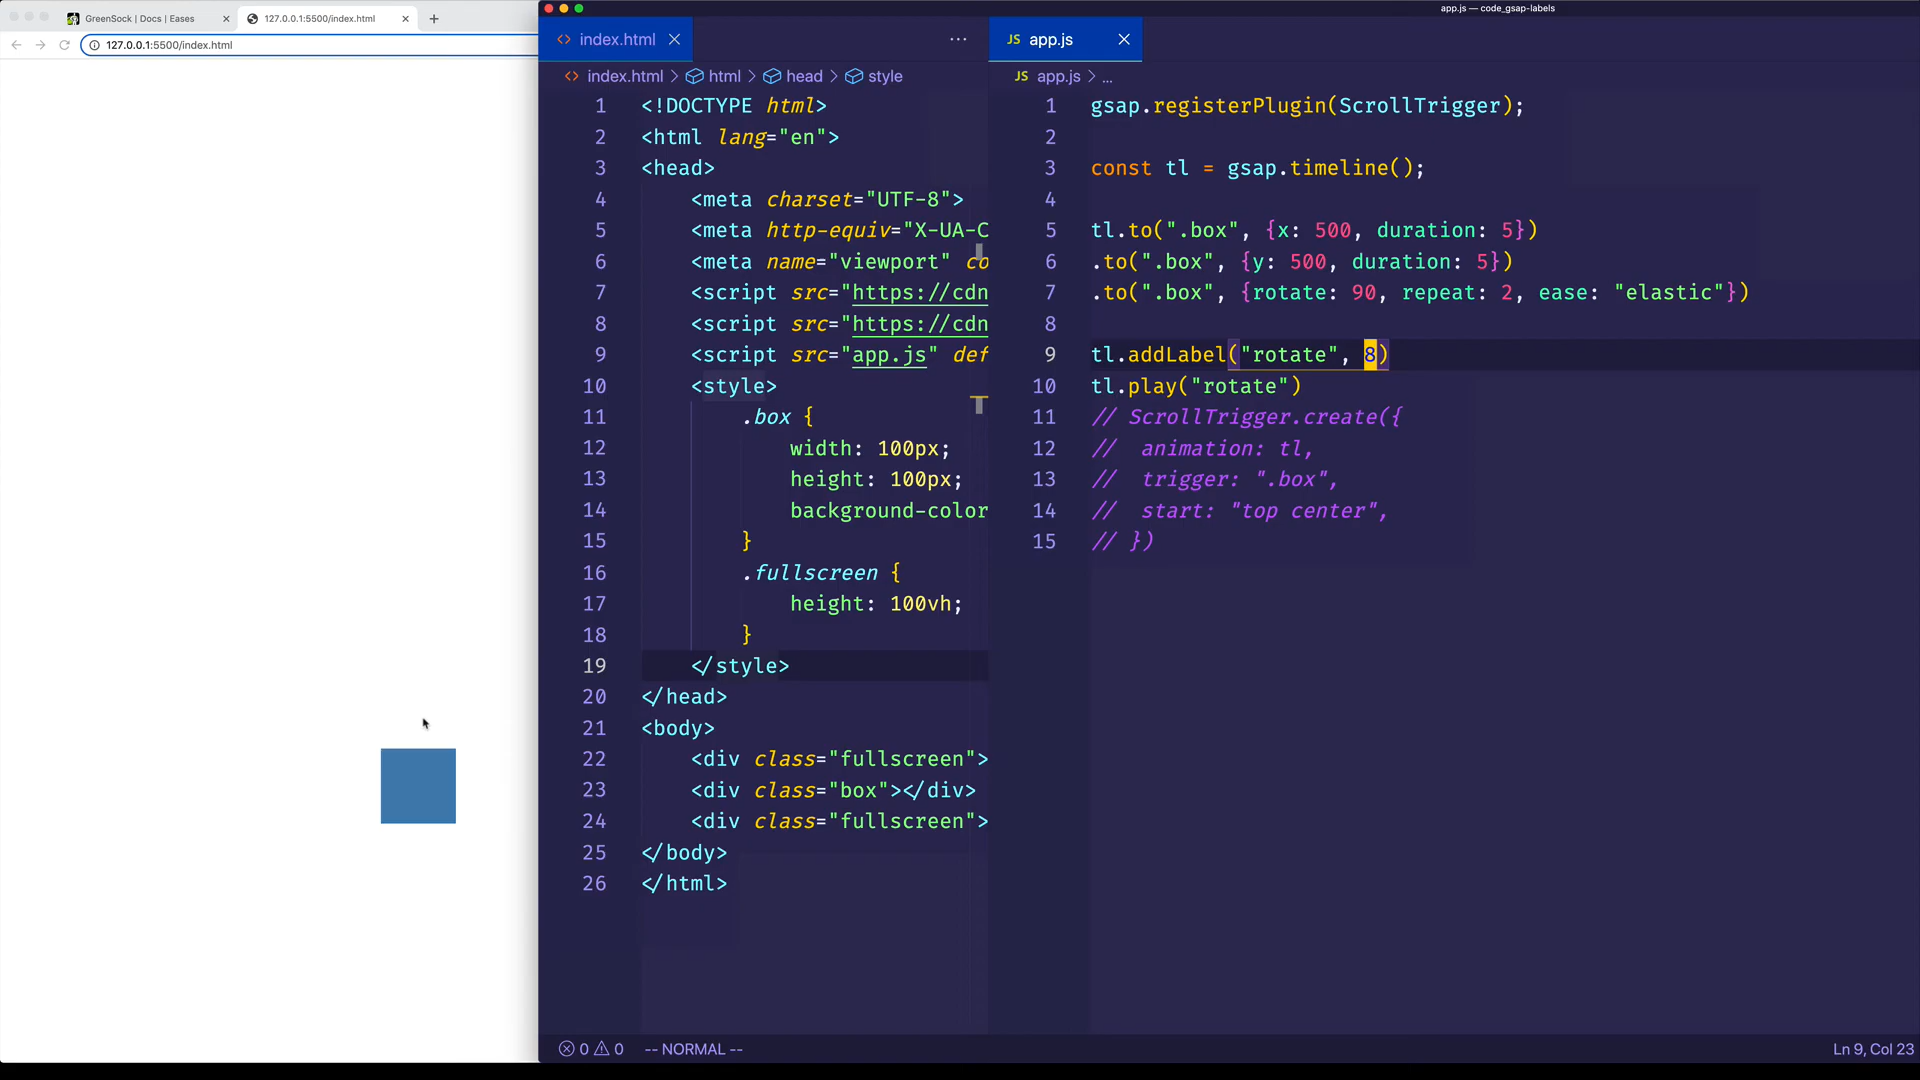 GreenSock | Docs | Eases
127.0.0.1:5500/index.html
127.0.0.1:5500/index.html
app.js — code_gsap-labels
index.html
index.html > html > head > style
1 <!DOCTYPE html>
2 <html lang="en">
3 <head>
4 <meta charset="UTF-8">
5 <meta http-equiv="X-UA-C
6 <meta name="viewport" co
7 <script src="https://cdn
8 <script src="https://cdn
9 <script src="app.js" def
10 <style>
11 .box {
12 width: 100px;
13 height: 100px;
14 background-color
15 }
16 .fullscreen {
17 height: 100vh;
18 }
19 </style>
20 </head>
21 <body>
22 <div class="fullscreen">
23 <div class="box"></div>
24 <div class="fullscreen">
25 </body>
26 </html>
JS app.js
JS app.js > ...
1 gsap.registerPlugin(ScrollTrigger);
2
3 const tl = gsap.timeline();
4
5 tl.to(".box", {x: 500, duration: 5})
6 .to(".box", {y: 500, duration: 5})
7 .to(".box", {rotate: 90, repeat: 2, ease: "elastic"})
8
9 tl.addLabel("rotate", 8)
10 tl.play("rotate")
11 // ScrollTrigger.create({
12 // animation: tl,
13 // trigger: ".box",
14 // start: "top center",
15 // })
0 0 -- NORMAL --
Ln 9, Col 23